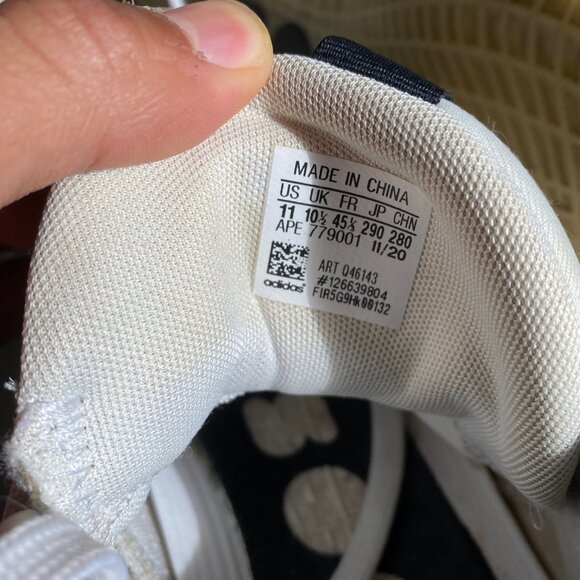 MADE IN CHINA
US UK FR JP CHN
11 10½ 45⅓ 290 280
APE 779001 11/20
ART 046143
#126639804
adidas FIR5G9Hk00132